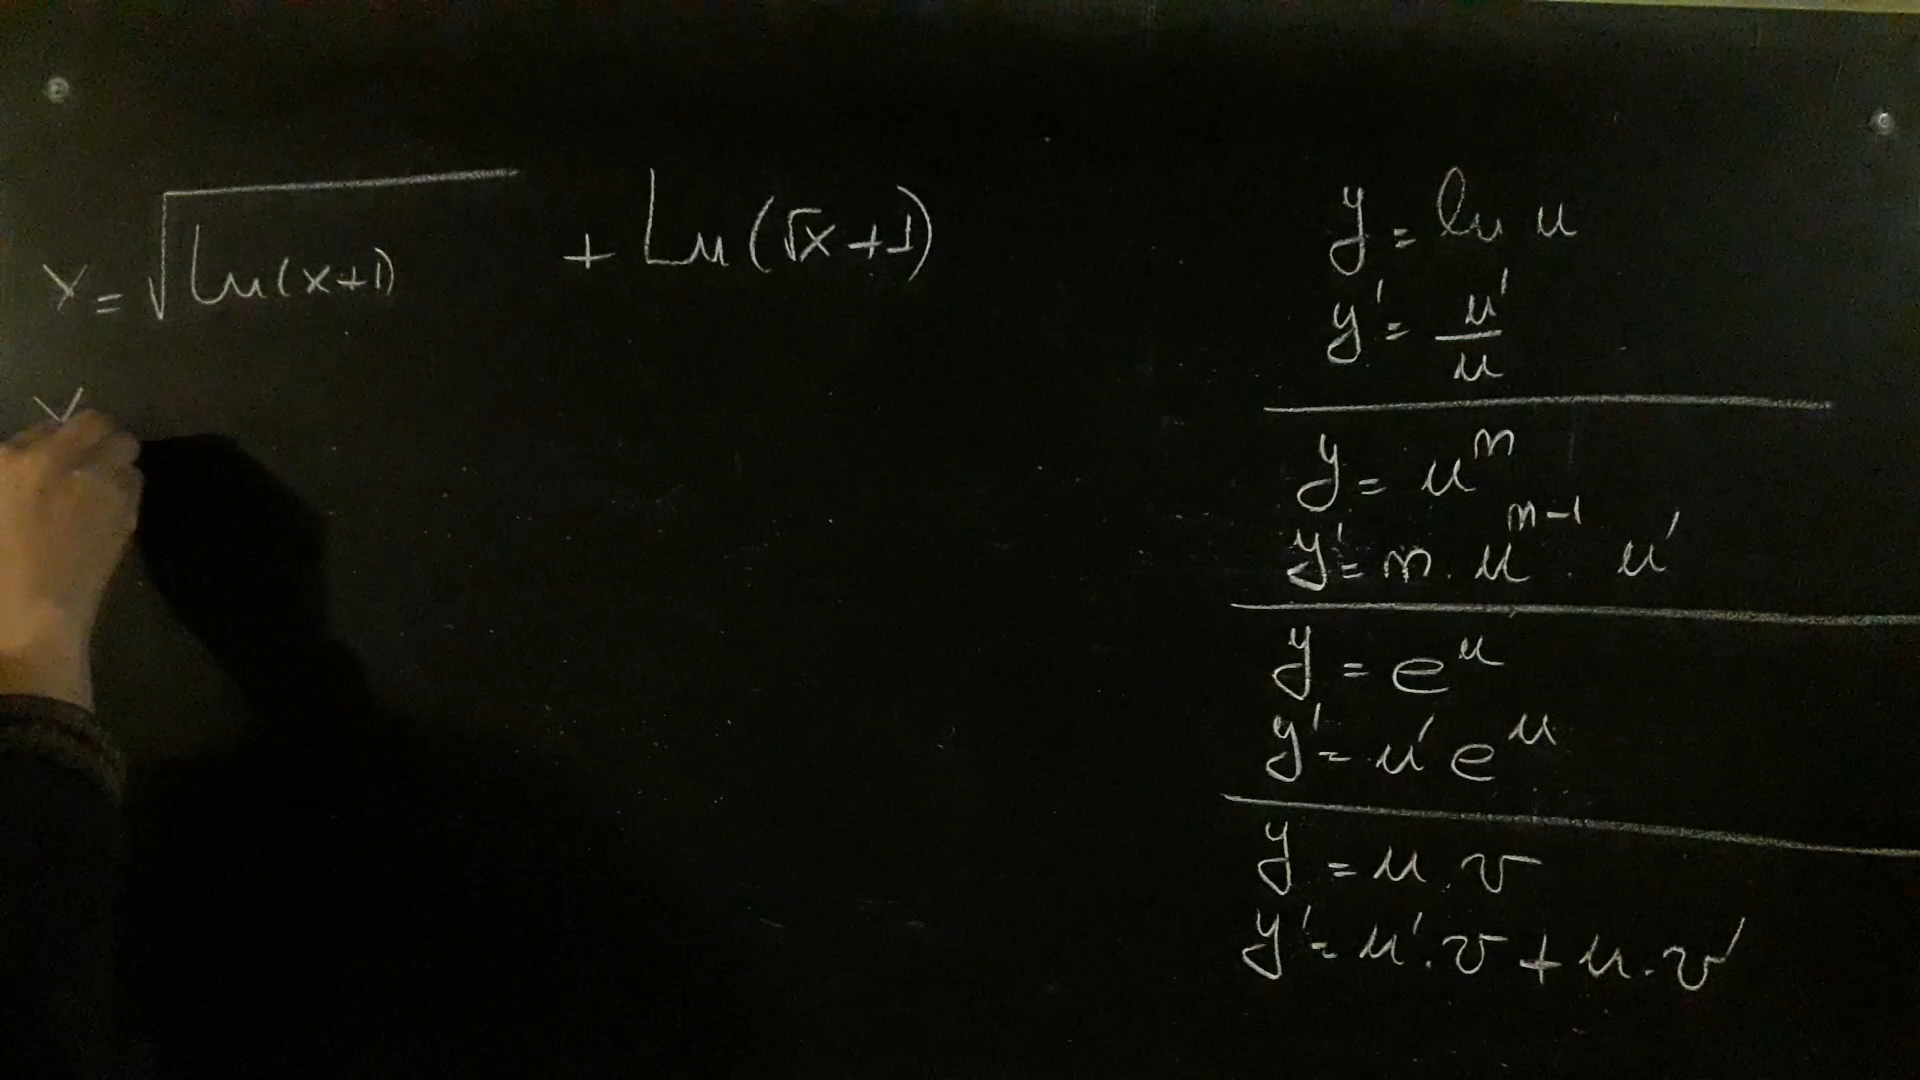 y = √Ln(x+1) + Ln(√x+1)
y
y = ln u
y' = u'/u
y = u^n
y' = n . u^n-1 . u'
y = e^u
y' = u' e^u
y = u . v
y' = u' . v + u . v'